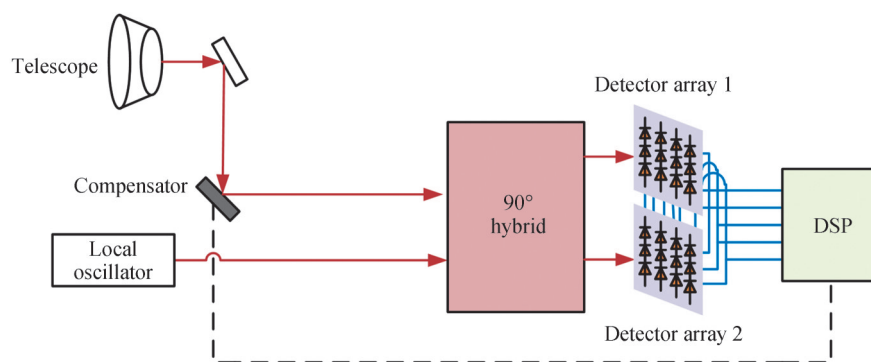 Telescope
Detector array 1
Compensator
90°
hybrid
DSP
Local
oscillator
Detector array 2